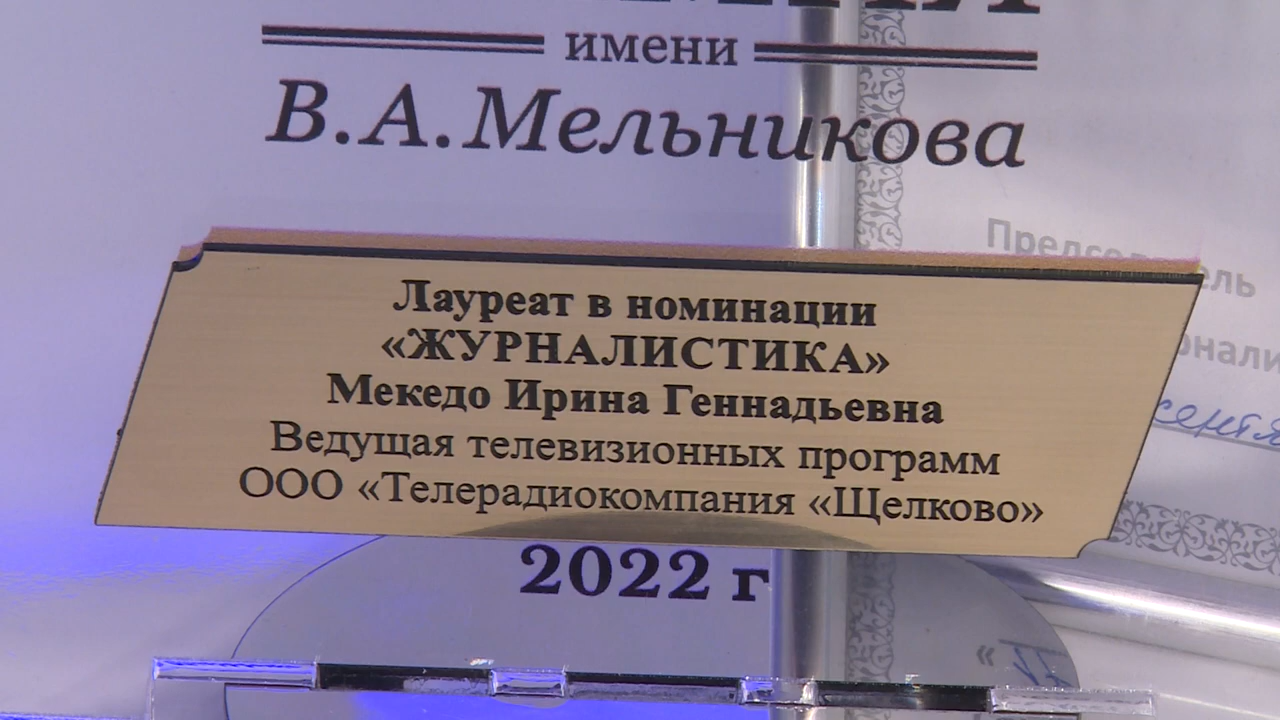 имени
В.А.Мельникова
Лауреат в номинации
«ЖУРНАЛИСТИКА»
Мекедо Ирина Геннадьевна
Ведущая телевизионных программ
ООО «Телерадиокомпания «Щелково»
2022 г